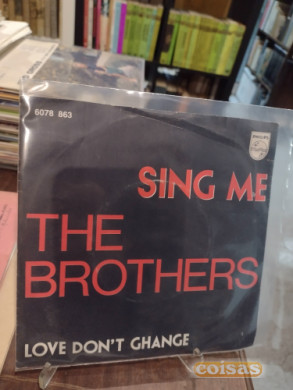 6078 863
PHILIPS
SING ME
THE
BROTHERS
LOVE DON'T GHANGE
coisas